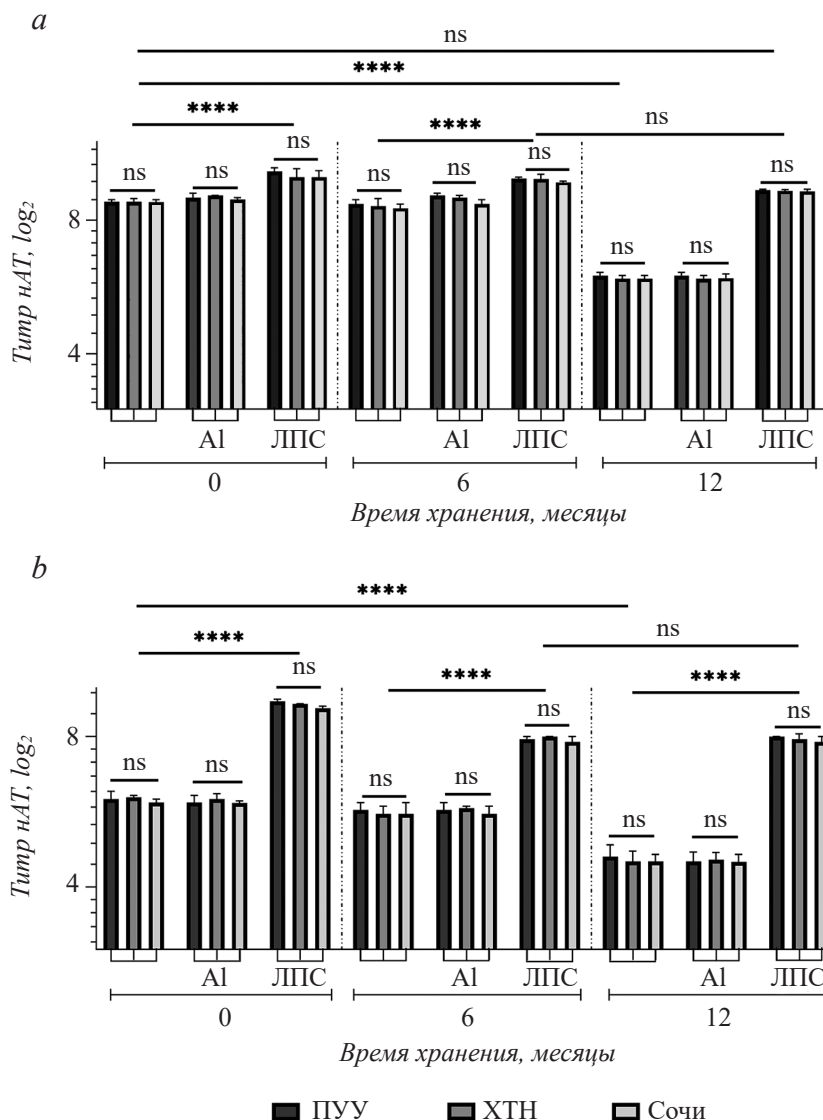 a
ns
****
**** **** ns
ns ns ns ns ns ns ns
ns ns
8
4
Титр нАТ, log₂
Al ЛПС Al ЛПС Al ЛПС
0 6 12
Время хранения, месяцы
b
****
**** ns
ns **** ****
ns ns
ns ns ns ns
ns ns
8
4
Титр нАТ, log₂
Al ЛПС Al ЛПС Al ЛПС
0 6 12
Время хранения, месяцы
ПУУ ХТН Сочи